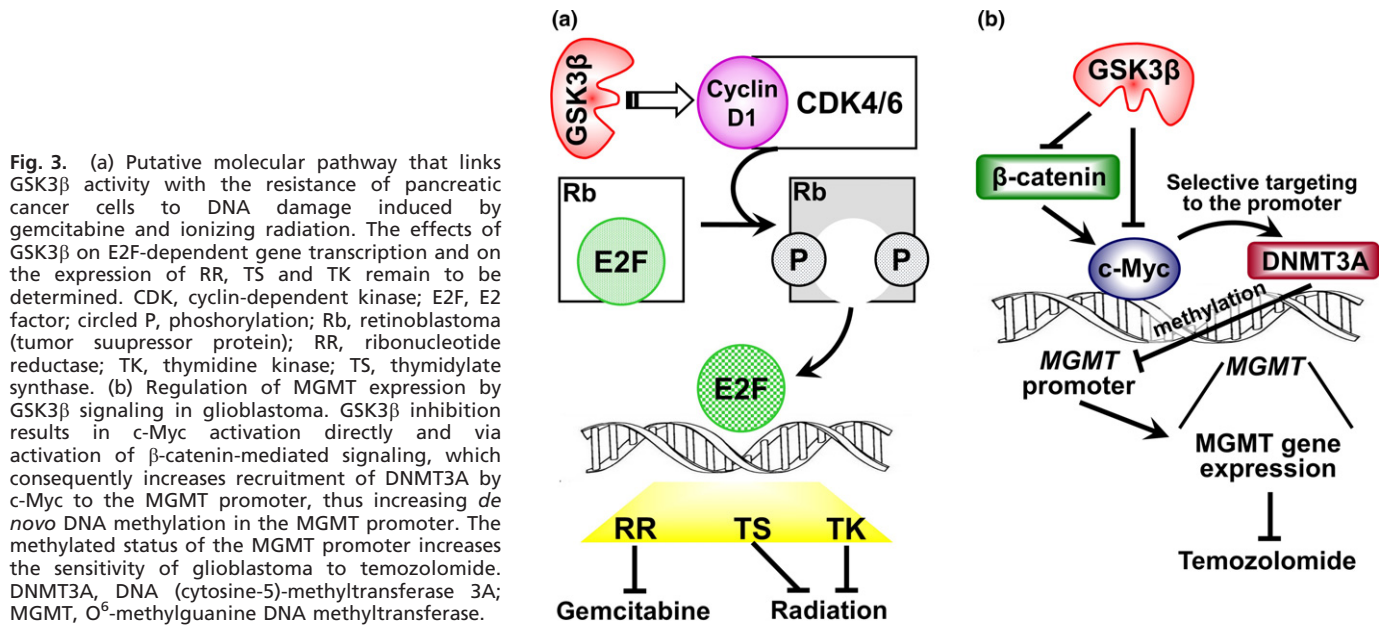 Fig. 3. (a) Putative molecular pathway that links
GSK3β activity with the resistance of pancreatic
cancer cells to DNA damage induced by
gemcitabine and ionizing radiation. The effects of
GSK3β on E2F-dependent gene transcription and on
the expression of RR, TS and TK remain to be
determined. CDK, cyclin-dependent kinase; E2F, E2
factor; circled P, phoshorylation; Rb, retinoblastoma
(tumor suupressor protein); RR, ribonucleotide
reductase; TK, thymidine kinase; TS, thymidylate
synthase. (b) Regulation of MGMT expression by
GSK3β signaling in glioblastoma. GSK3β inhibition
results in c-Myc activation directly and via
activation of β-catenin-mediated signaling, which
consequently increases recruitment of DNMT3A by
c-Myc to the MGMT promoter, thus increasing de
novo DNA methylation in the MGMT promoter. The
methylated status of the MGMT promoter increases
the sensitivity of glioblastoma to temozolomide.
DNMT3A, DNA (cytosine-5)-methyltransferase 3A;
MGMT, O⁶-methylguanine DNA methyltransferase.
(a)
GSK3β
Cyclin
D1
CDK4/6
Rb
E2F
Rb
P
P
E2F
RR
TS
TK
Gemcitabine
Radiation
(b)
GSK3β
β-catenin
Selective targeting
to the promoter
c-Myc
DNMT3A
methylation
MGMT
promoter
MGMT
MGMT gene
expression
Temozolomide